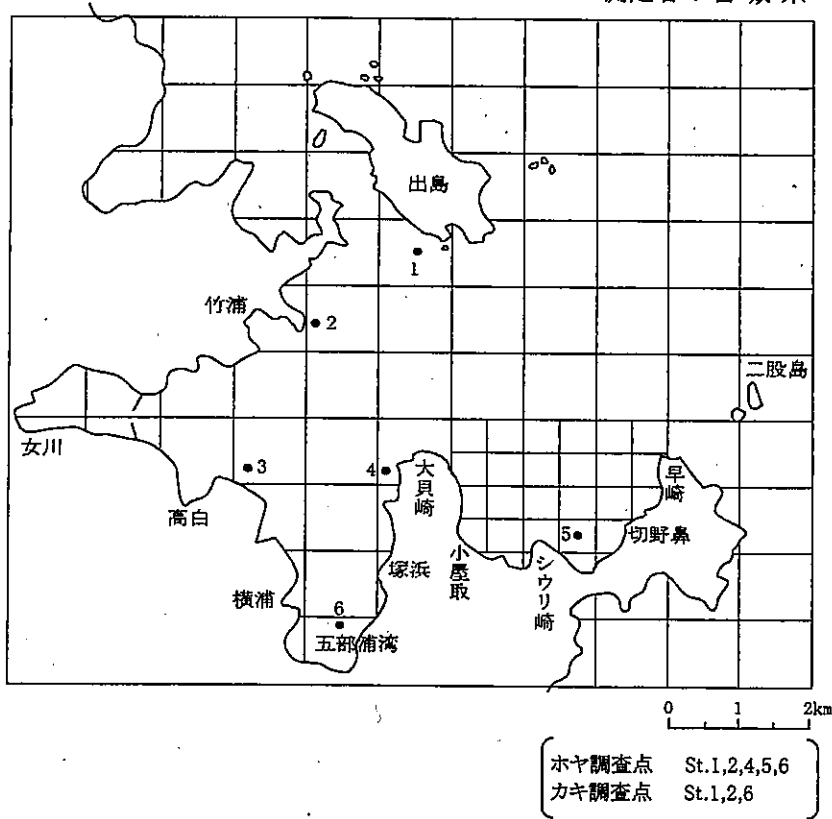 出島
1
竹浦
2
二股島
女川
3
4
大貝崎
早崎
高白
5
切野鼻
小屋取
シウリ崎
塚浜
横浦
6
五部浦湾
0 1 2km
ホヤ調査点 St.1,2,4,5,6
カキ調査点 St.1,2,6